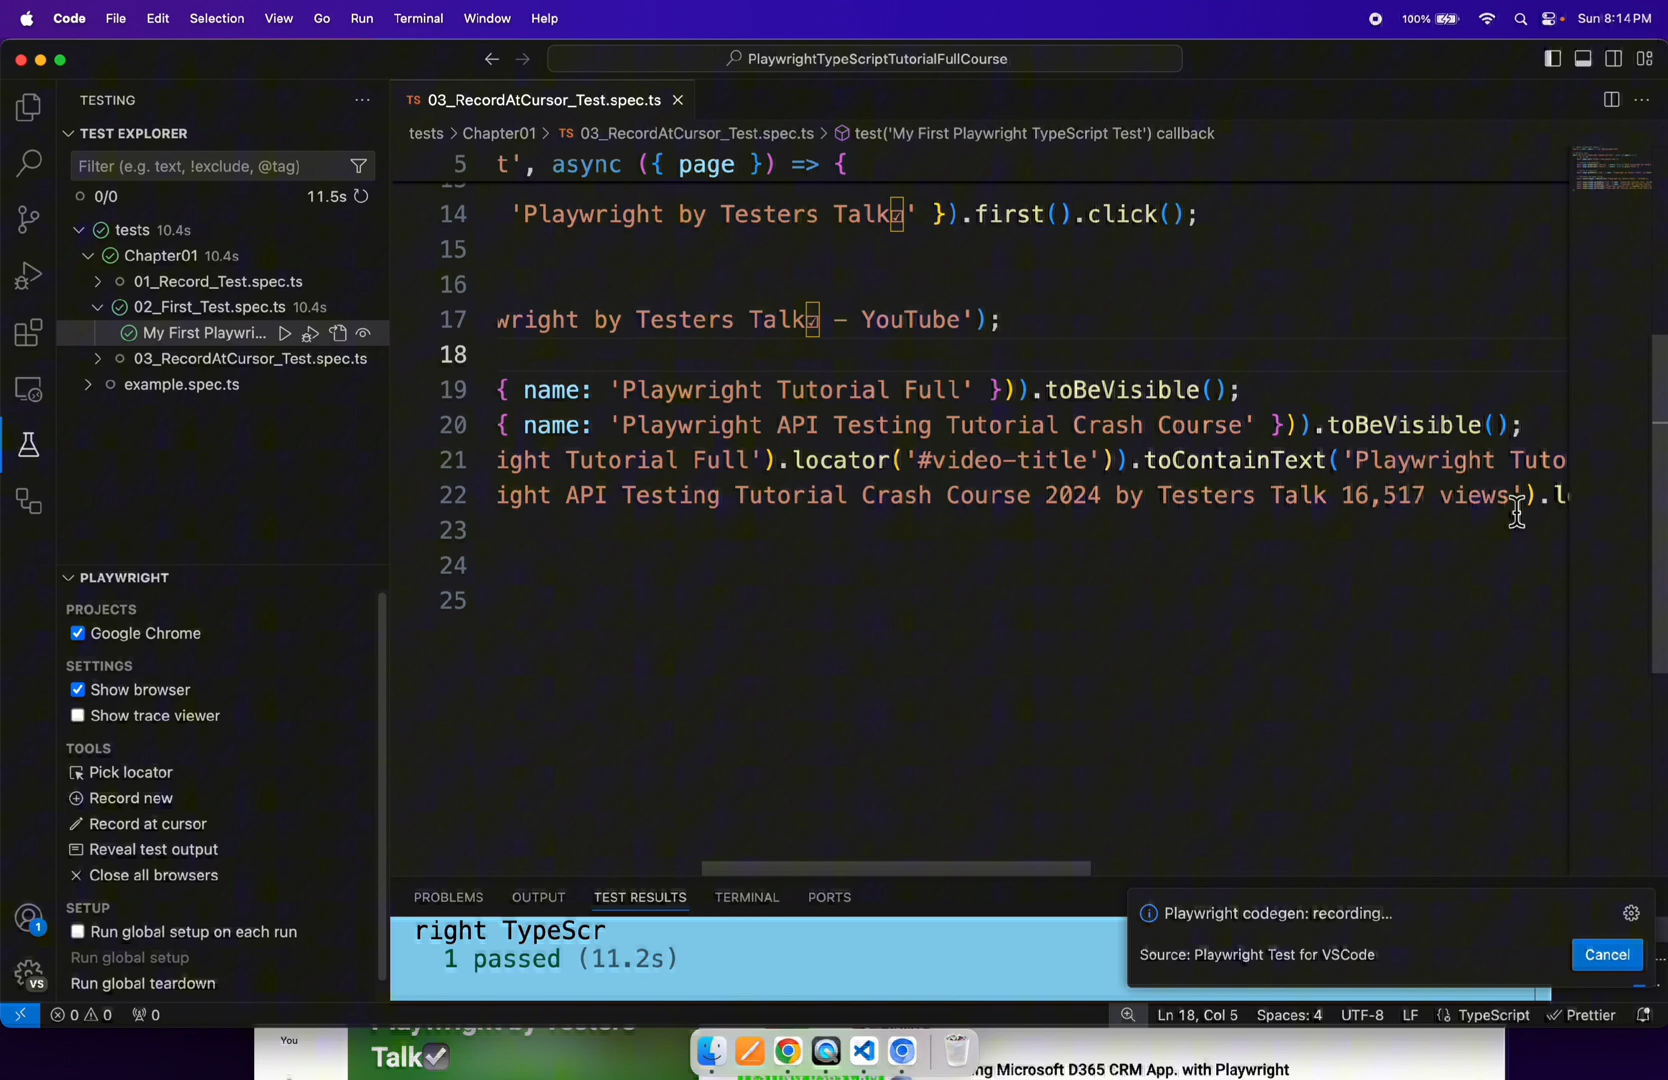 Code File Edit Selection View Go Run Terminal Window Help
100% Sun 8:14 PM
PlaywrightTypeScriptTutorialFullCourse
TESTING
TEST EXPLORER
Filter (e.g. text, !exclude, @tag)
0/0 11.5s
tests 10.4s
Chapter01 10.4s
01_Record_Test.spec.ts
02_First_Test.spec.ts 10.4s
My First Playwri...
03_RecordAtCursor_Test.spec.ts
example.spec.ts
PLAYWRIGHT
PROJECTS
Google Chrome
SETTINGS
Show browser
Show trace viewer
TOOLS
Pick locator
Record new
Record at cursor
Reveal test output
Close all browsers
SETUP
Run global setup on each run
Run global setup
Run global teardown
TS 03_RecordAtCursor_Test.spec.ts
tests > Chapter01 > TS 03_RecordAtCursor_Test.spec.ts > test('My First Playwright TypeScript Test') callback
5 t', async ({ page }) => {
14 'Playwright by Testers Talk☑' }).first().click();
15
16
17 wright by Testers Talk☑ - YouTube');
18
19 { name: 'Playwright Tutorial Full' })).toBeVisible();
20 { name: 'Playwright API Testing Tutorial Crash Course' })).toBeVisible();
21 ight Tutorial Full').locator('#video-title')).toContainText('Playwright Tuto
22 ight API Testing Tutorial Crash Course 2024 by Testers Talk 16,517 views').l
23
24
25
PROBLEMS OUTPUT TEST RESULTS TERMINAL PORTS
right TypeScr
1 passed (11.2s)
Playwright codegen: recording...
Source: Playwright Test for VSCode
Cancel
1
VS
0 0 0
Ln 18, Col 5 Spaces: 4 UTF-8 LF TypeScript Prettier
You
Talk
ng Microsoft D365 CRM App. with Playwright